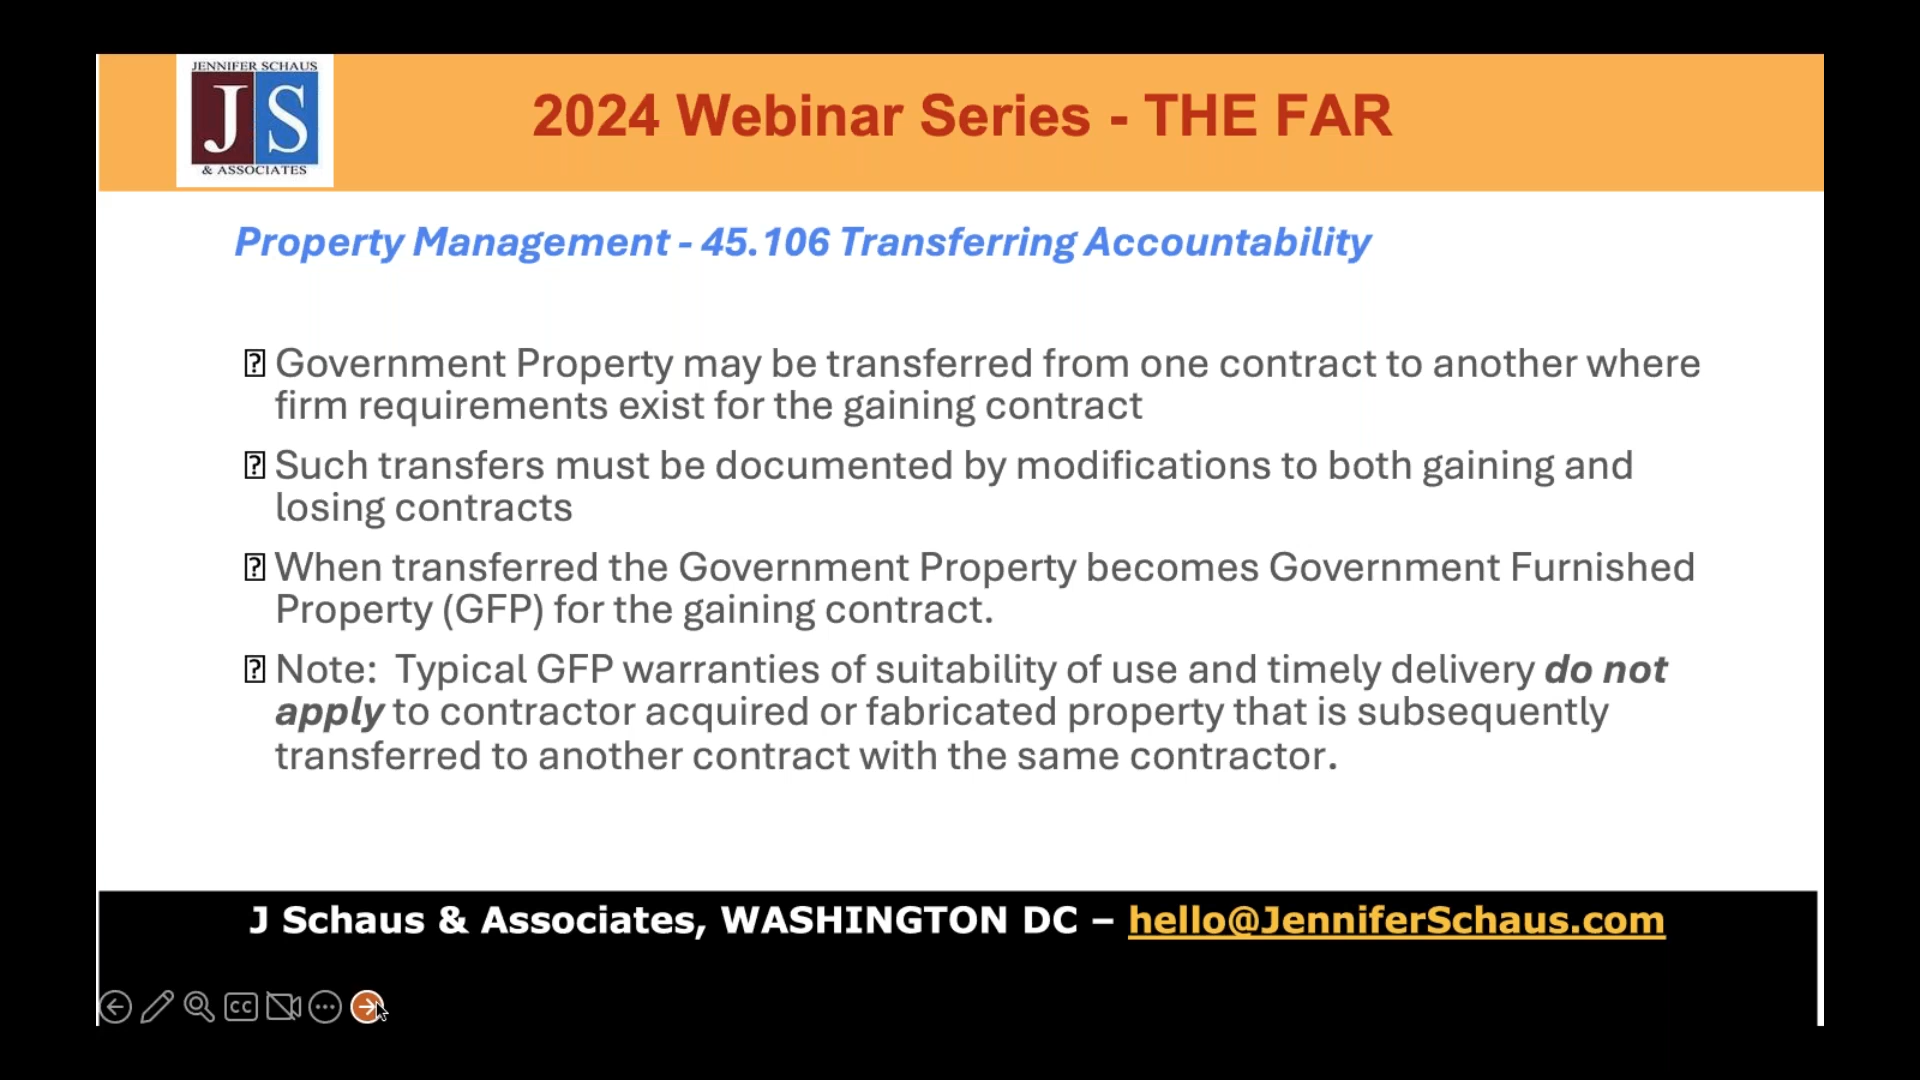 JENNIFER SCHAUS
JS
& ASSOCIATES
2024 Webinar Series - THE FAR
Property Management - 45.106 Transferring Accountability
Government Property may be transferred from one contract to another where
firm requirements exist for the gaining contract
Such transfers must be documented by modifications to both gaining and
losing contracts
When transferred the Government Property becomes Government Furnished
Property (GFP) for the gaining contract.
Note:  Typical GFP warranties of suitability of use and timely delivery do not
apply to contractor acquired or fabricated property that is subsequently
transferred to another contract with the same contractor.
J Schaus & Associates, WASHINGTON DC – hello@JenniferSchaus.com
CC